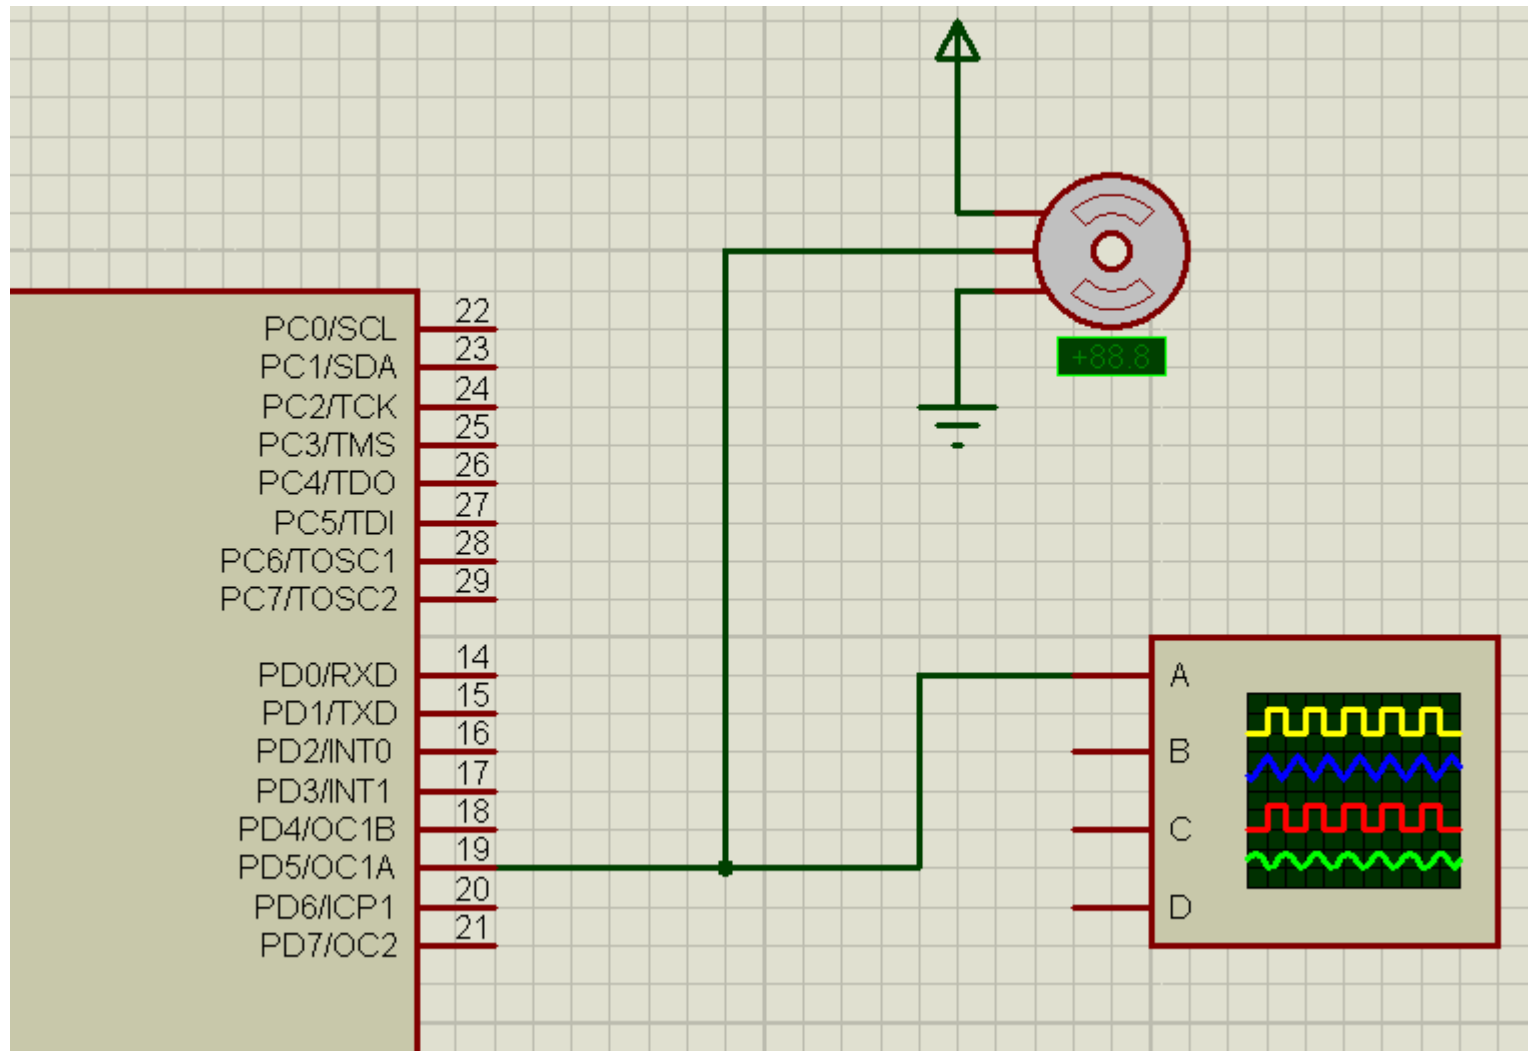 +88.8
PC0/SCL 22
PC1/SDA 23
PC2/TCK 24
PC3/TMS 25
PC4/TDO 26
PC5/TDI 27
PC6/TOSC1 28
PC7/TOSC2 29
PD0/RXD 14
PD1/TXD 15
PD2/INT0 16
PD3/INT1 17
PD4/OC1B 18
PD5/OC1A 19
PD6/ICP1 20
PD7/OC2 21
A
B
C
D